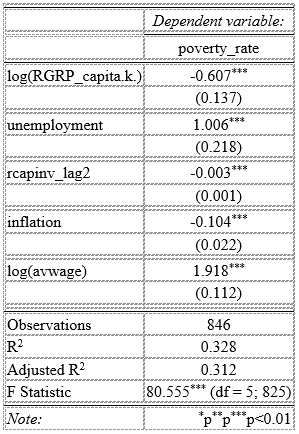 Dependent variable:
poverty_rate
log(RGRP_capita.k.) -0.607***
(0.137)
unemployment 1.006***
(0.218)
rcapinv_lag2 -0.003***
(0.001)
inflation -0.104***
(0.022)
log(avwage) 1.918***
(0.112)
Observations 846
R2 0.328
Adjusted R2 0.312
F Statistic 80.555*** (df = 5; 825)
Note: *p**p***p<0.01